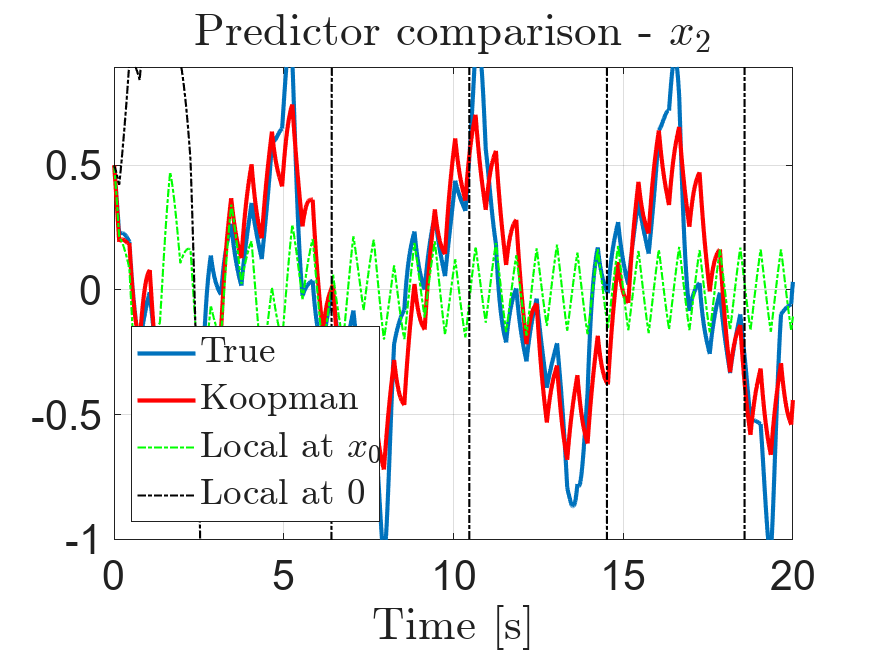 Predictor comparison - x₂
0.5
0
-0.5
-1
True
Koopman
Local at x₀
Local at 0
0 5 10 15 20
Time [s]